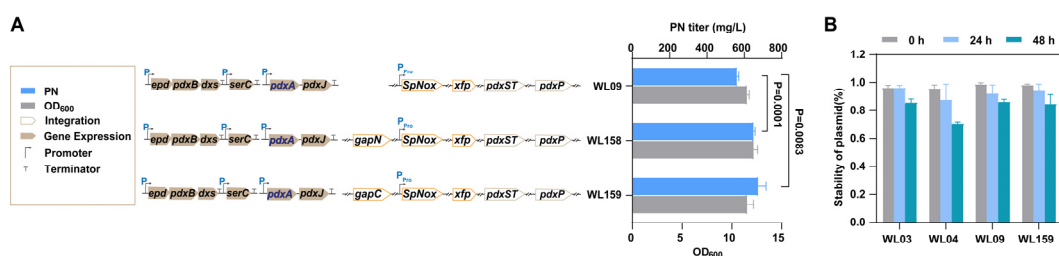 A
PN
OD600
Integration
Gene Expression
Promoter
Terminator
P P P PPro
epd pdxB dxs serC pdxA pdxJ SpNox xfp pdxST pdxP WL09
P P P PPro
epd pdxB dxs serC pdxA pdxJ gapN SpNox xfp pdxST pdxP WL158
P P P PPro
epd pdxB dxs serC pdxA pdxJ gapC SpNox xfp pdxST pdxP WL159
PN titer (mg/L)
0 200 400 600 800
P=0.0001
P=0.0083
0 5 10 15
OD600
B
0 h 24 h 48 h
Stability of plasmid(%)
1.2
1.0
0.8
0.6
0.4
0.2
0.0
WL03 WL04 WL09 WL159